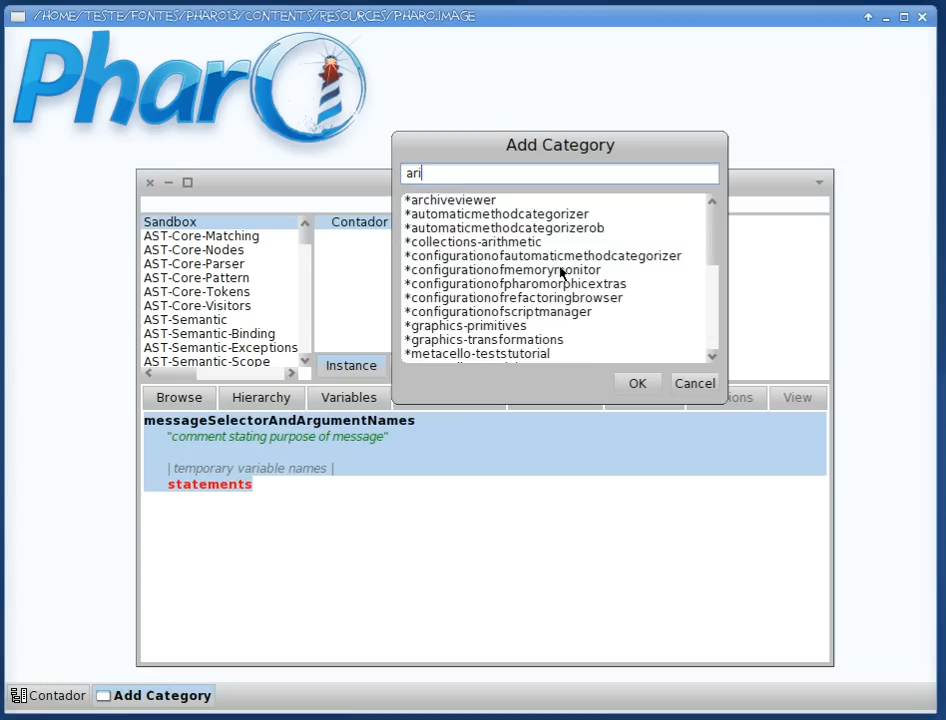 /HOME/TESTE/FONTES/PHARO13/CONTENTS/RESOURCES/PHARO.IMAGE
Pharo
Add Category
ari
*archiveviewer
*automaticmethodcategorizer
*automaticmethodcategorizerob
*collections-arithmetic
*configurationofautomaticmethodcategorizer
*configurationofmemorymonitor
*configurationofpharomorphicextras
*configurationofrefactoringbrowser
*configurationofscriptmanager
*graphics-primitives
*graphics-transformations
*metacello-teststutorial
OK Cancel
Sandbox
AST-Core-Matching
AST-Core-Nodes
AST-Core-Parser
AST-Core-Pattern
AST-Core-Tokens
AST-Core-Visitors
AST-Semantic
AST-Semantic-Binding
AST-Semantic-Exceptions
AST-Semantic-Scope
Contador
Instance
Browse Hierarchy Variables View
messageSelectorAndArgumentNames
"comment stating purpose of message"
| temporary variable names |
statements
Contador Add Category